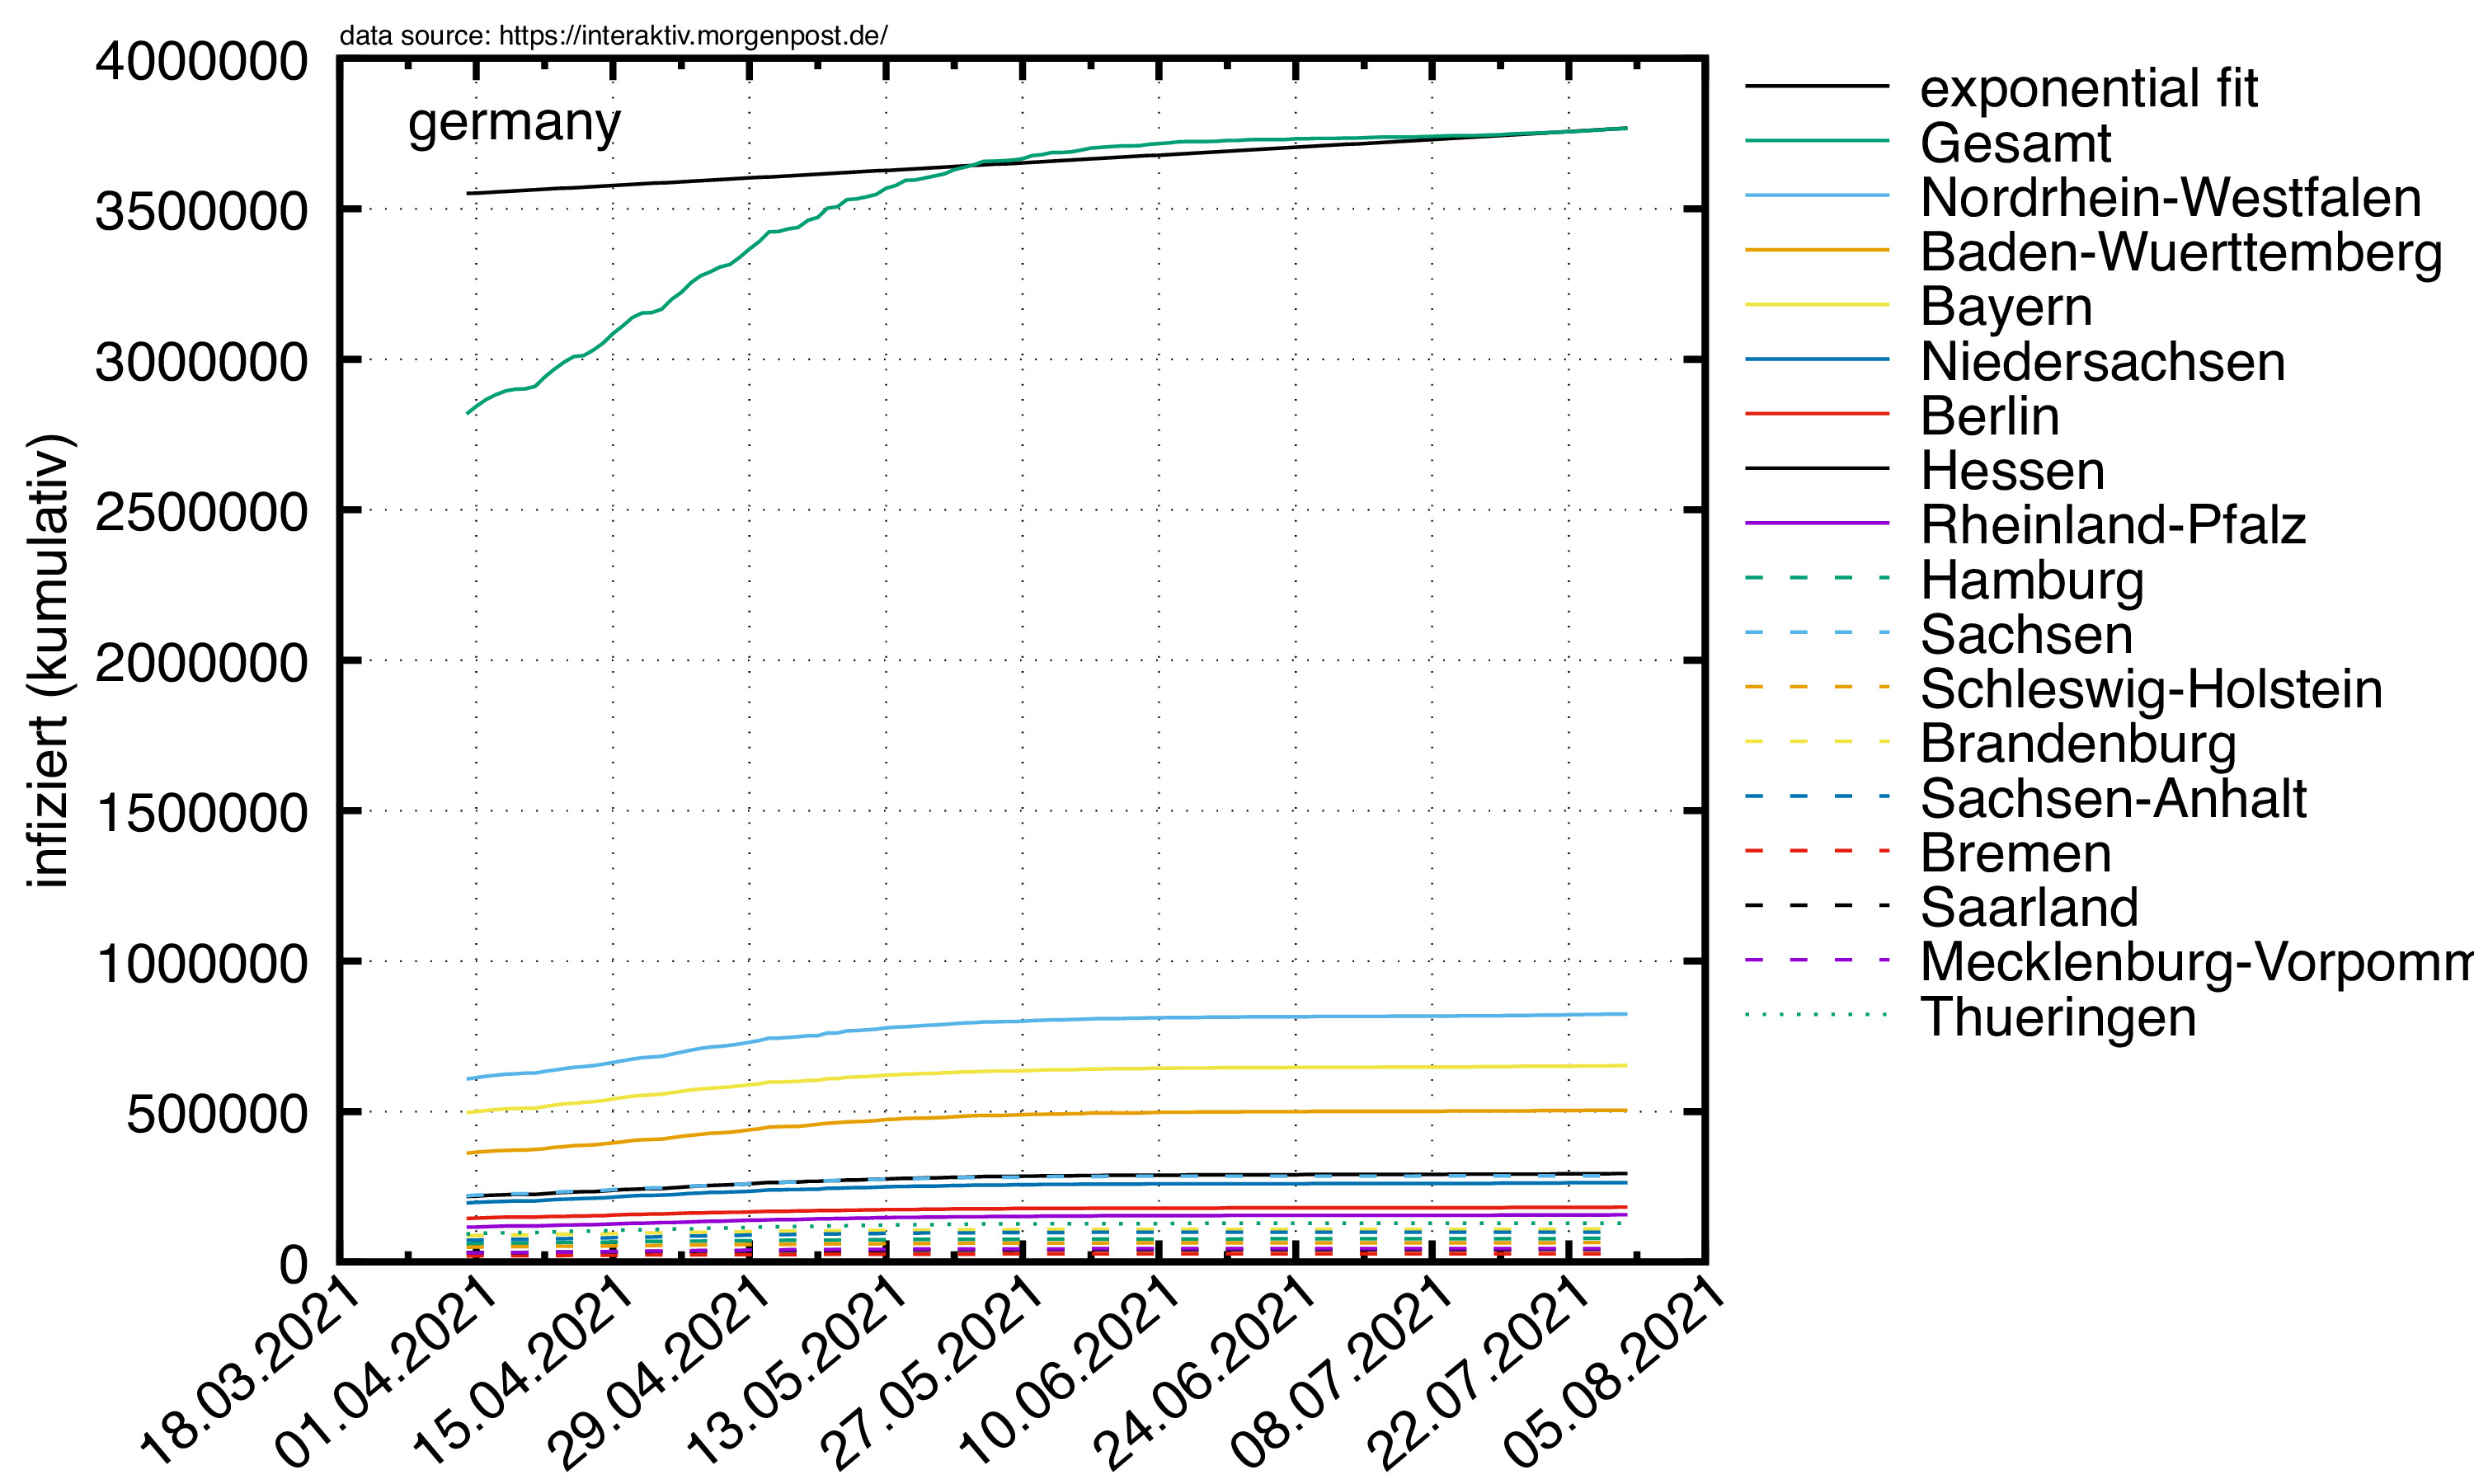 data source: https://interaktiv.morgenpost.de/
germany
infiziert (kumulativ)
4000000
3500000
3000000
2500000
2000000
1500000
1000000
500000
0
18.03.2021
01.04.2021
15.04.2021
29.04.2021
13.05.2021
27.05.2021
10.06.2021
24.06.2021
08.07.2021
22.07.2021
05.08.2021
exponential fit
Gesamt
Nordrhein-Westfalen
Baden-Wuerttemberg
Bayern
Niedersachsen
Berlin
Hessen
Rheinland-Pfalz
Hamburg
Sachsen
Schleswig-Holstein
Brandenburg
Sachsen-Anhalt
Bremen
Saarland
Mecklenburg-Vorpomm
Thueringen